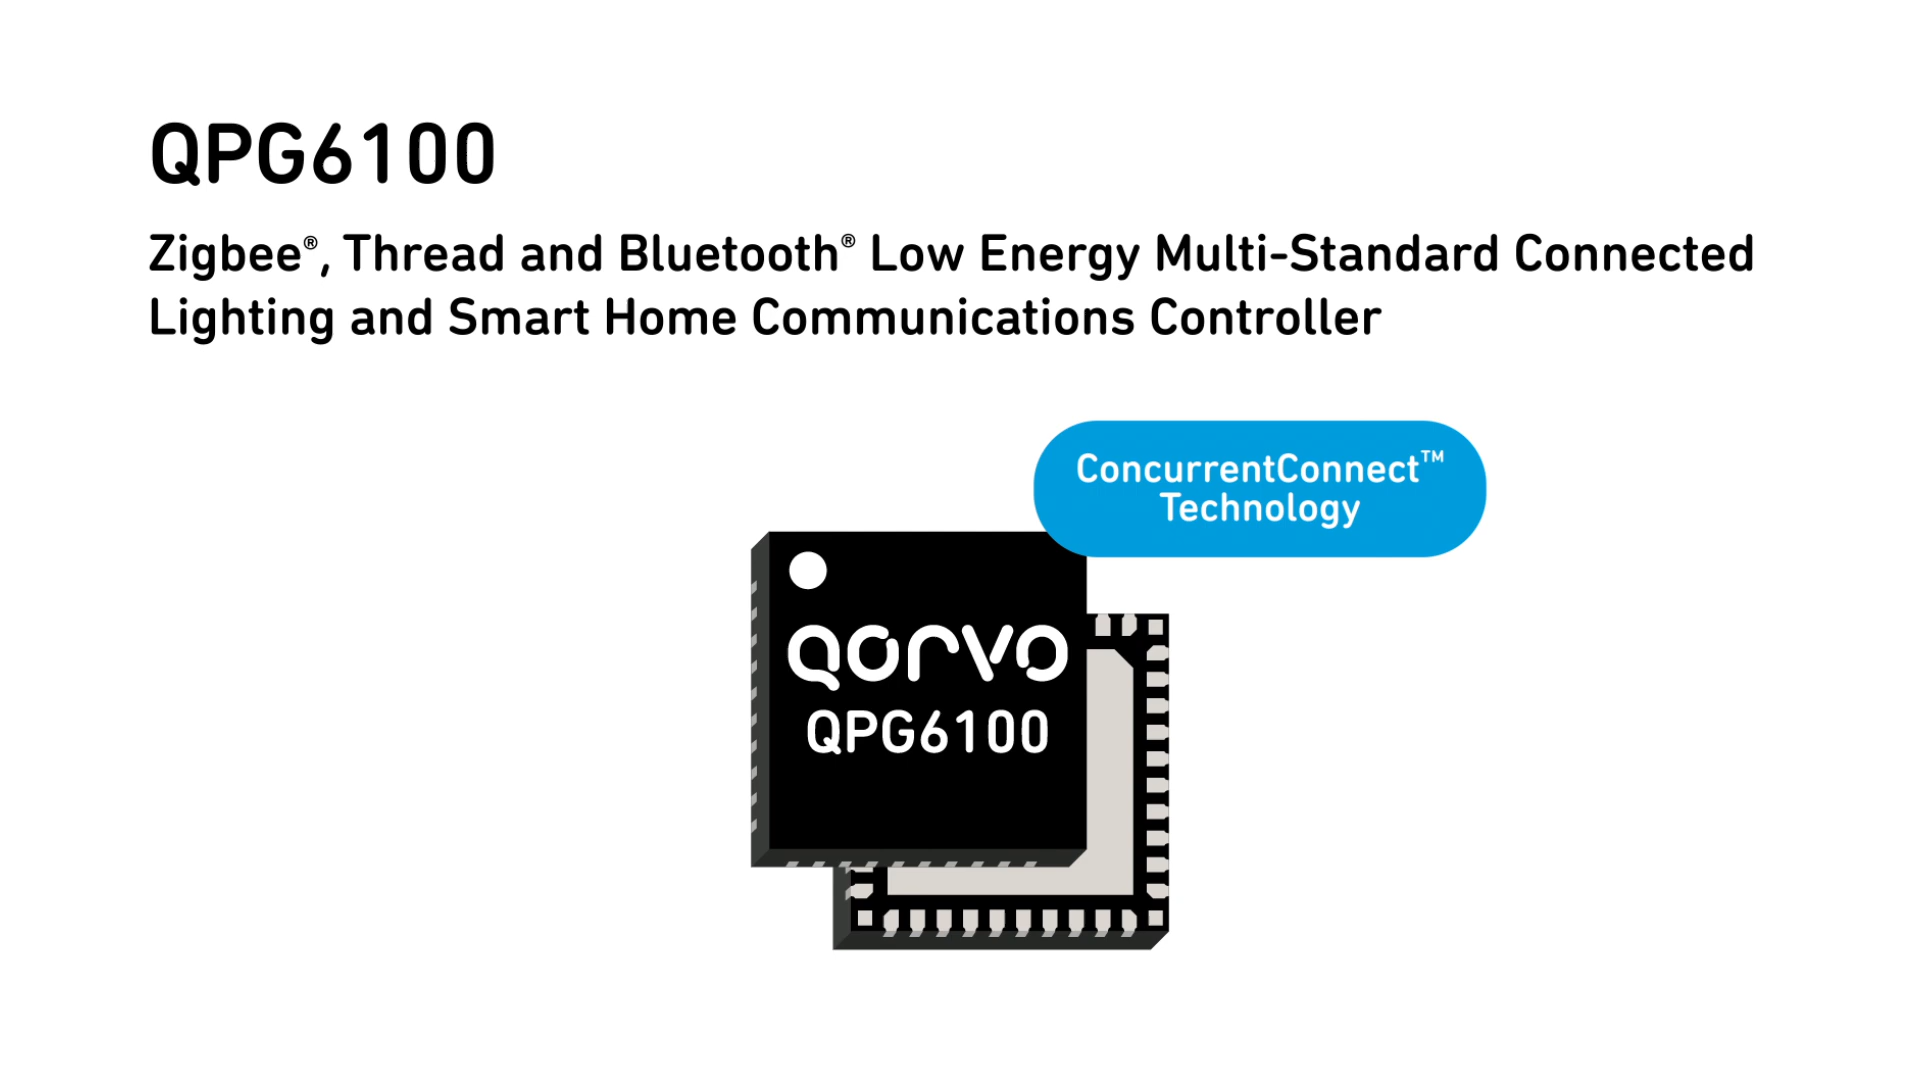 QPG6100
Zigbee®, Thread and Bluetooth® Low Energy Multi-Standard Connected
Lighting and Smart Home Communications Controller
ConcurrentConnect™
Technology
QORVO
QPG6100